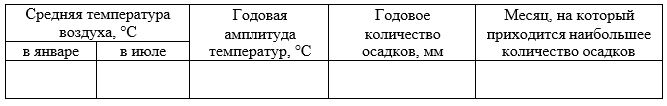 Средняя температура
воздуха, °С
в январе
в июле
Годовая
амплитуда
температур, °С
Годовое
количество
осадков, мм
Месяц, на который
приходится наибольшее
количество осадков